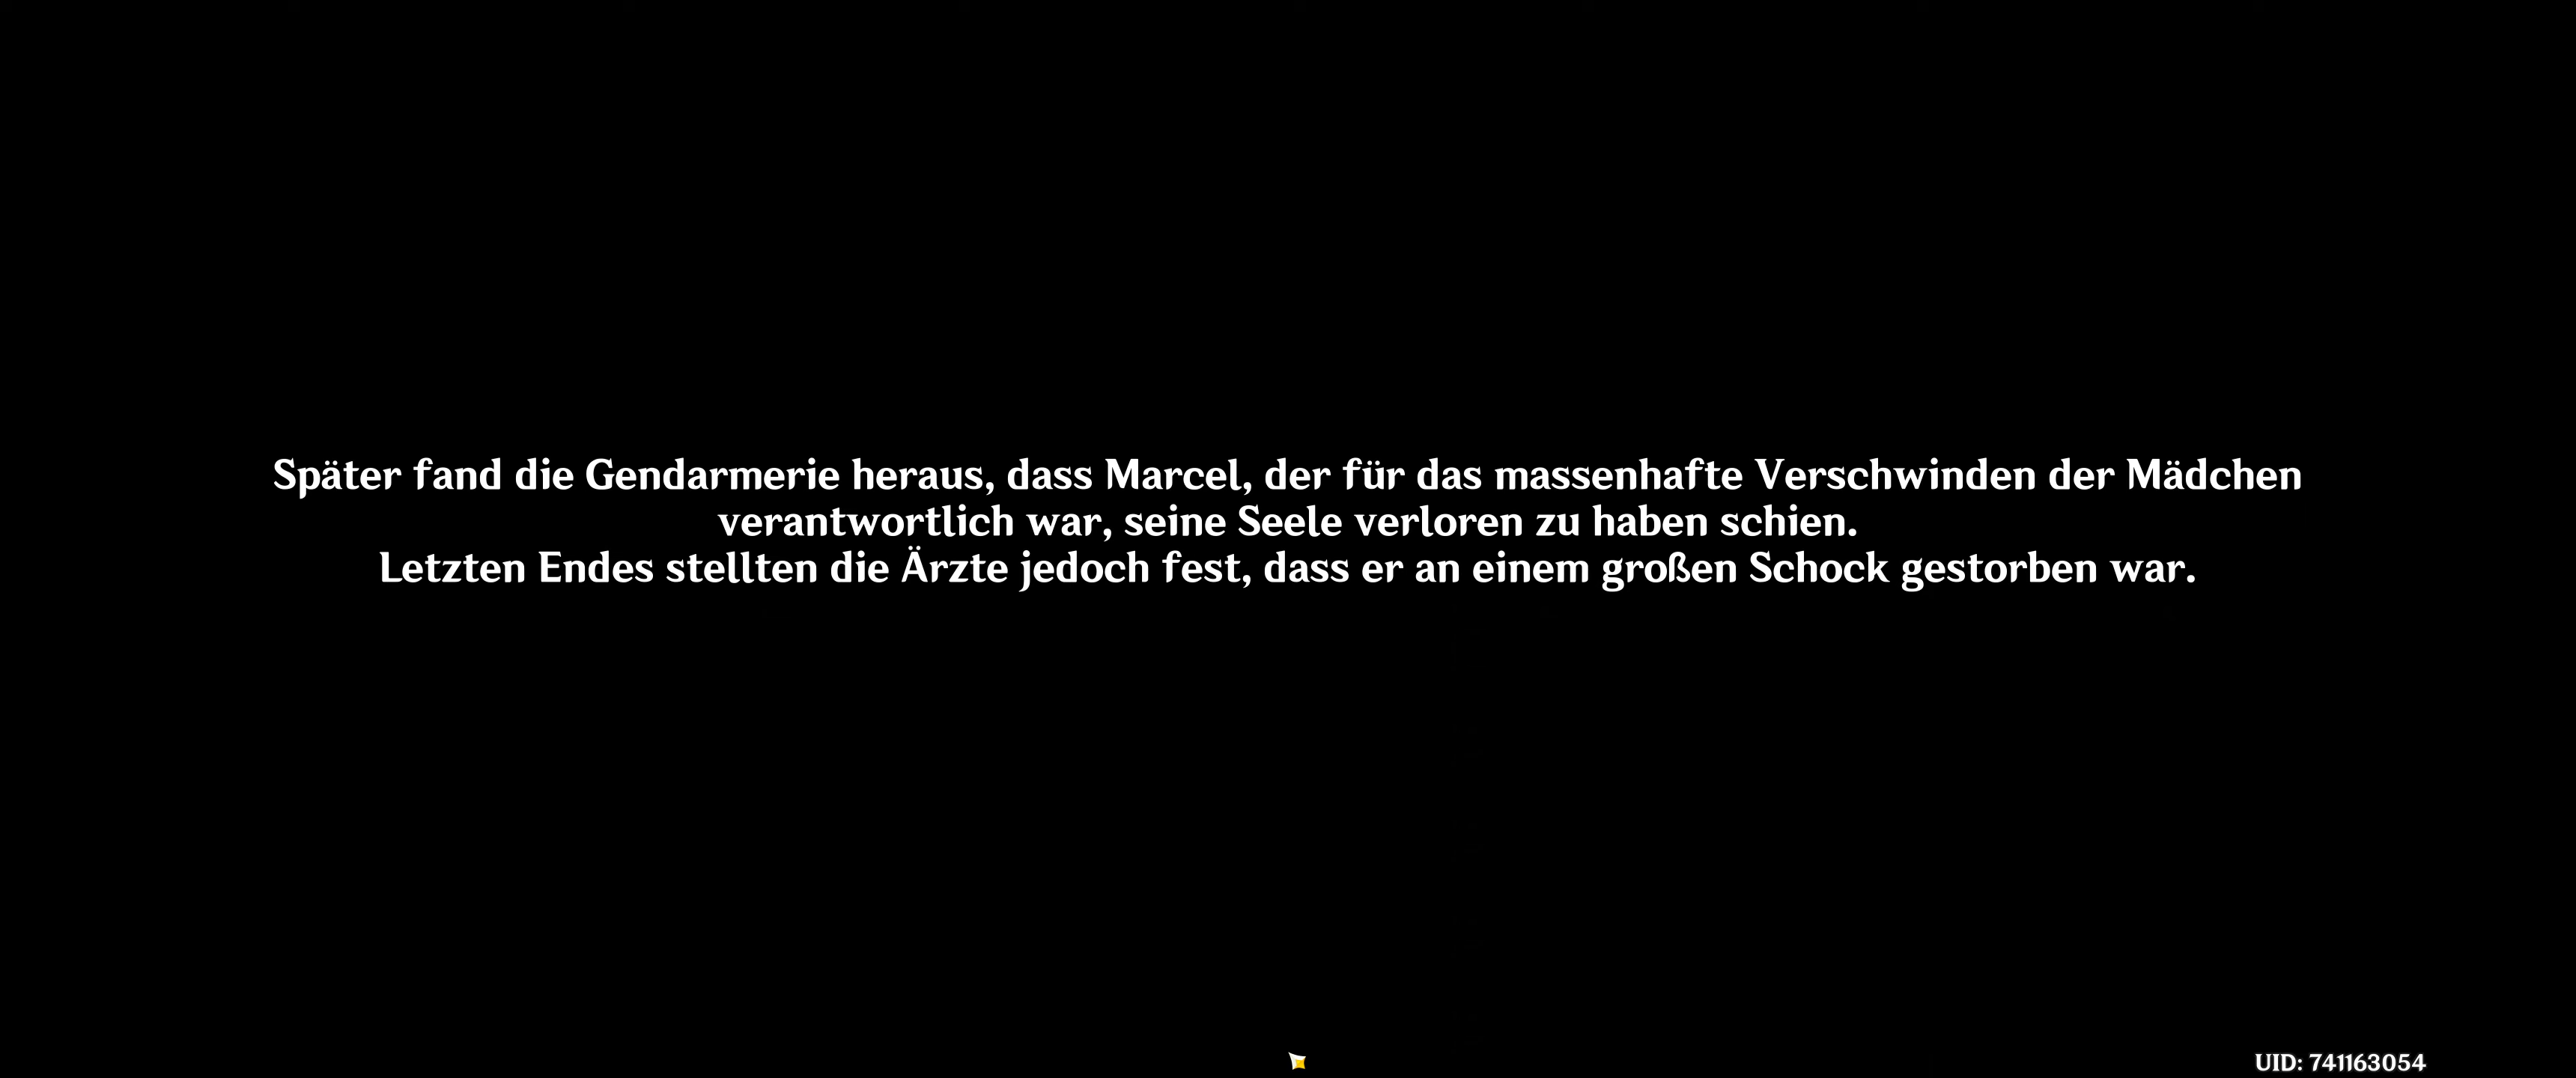 Später fand die Gendarmerie heraus, dass Marcel, der für das massenhafte Verschwinden der Mädchen
verantwortlich war, seine Seele verloren zu haben schien.
Letzten Endes stellten die Ärzte jedoch fest, dass er an einem großen Schock gestorben war.
UID: 741163054